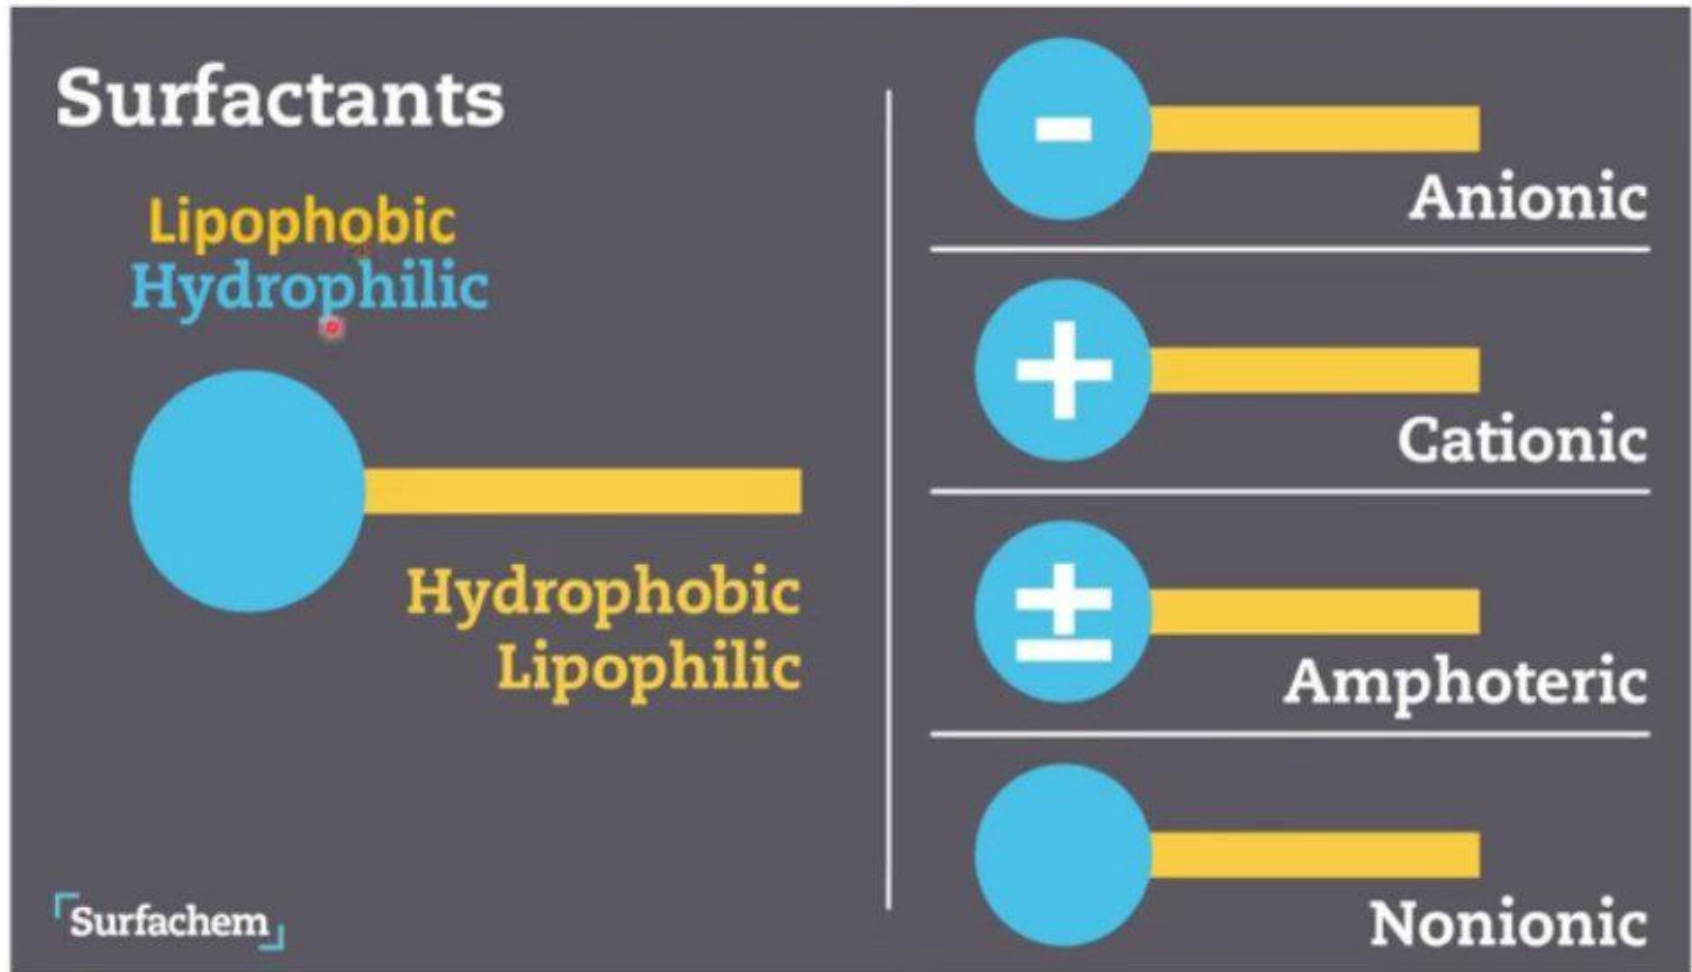 Surfactants
Lipophobic
Hydrophilic
Hydrophobic
Lipophilic
Surfachem
-
Anionic
+
Cationic
±
Amphoteric
Nonionic